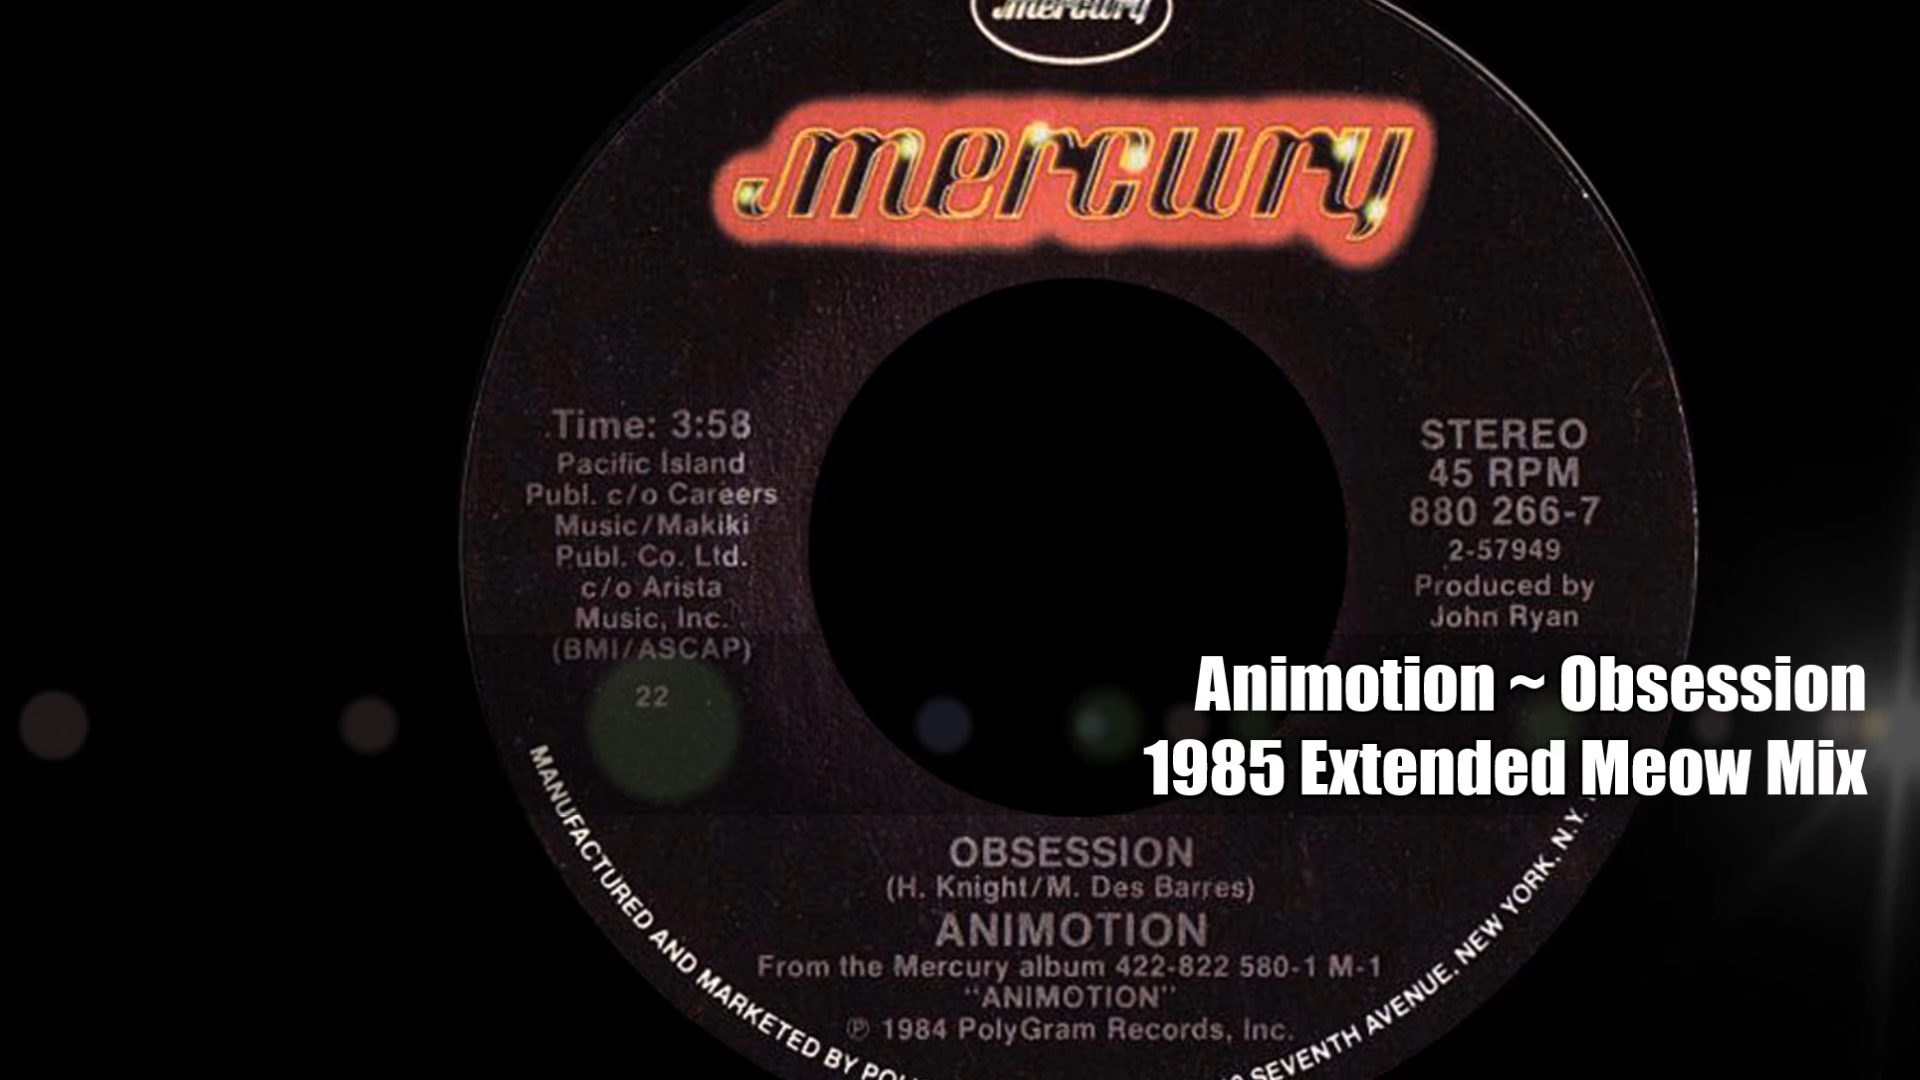 mercury
mercury
Time: 3:58
Pacific Island
Publ. c/o Careers
Music/Makiki
Publ. Co. Ltd.
c/o Arista
Music, Inc.
(BMI/ASCAP)
22
STEREO
45 RPM
880 266-7
2-57949
Produced by
John Ryan
Animotion ~ Obsession
1985 Extended Meow Mix
OBSESSION
(H. Knight/M. Des Barres)
ANIMOTION
From the Mercury album 422-822 580-1 M-1
"ANIMOTION"
℗ 1984 PolyGram Records, Inc.
MANUFACTURED AND MARKETED BY
SEVENTH AVENUE, NEW YORK, N.Y.